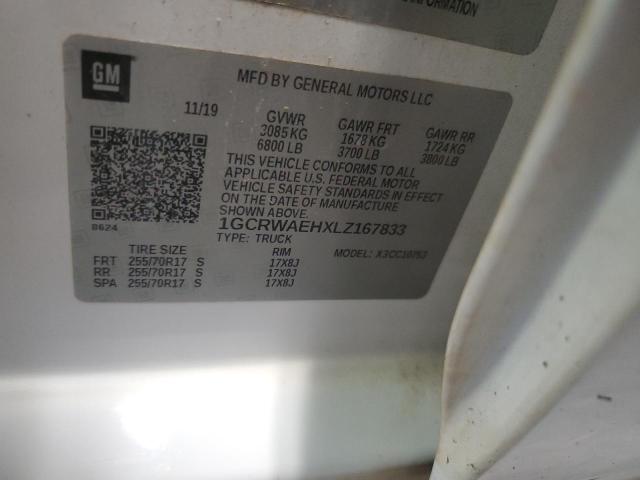 INFORMATION
GM
MFD BY GENERAL MOTORS LLC
11/19 GVWR GAWR FRT GAWR RR
3085 KG 1678 KG 1724 KG
6800 LB 3700 LB 3800 LB
THIS VEHICLE CONFORMS TO ALL
APPLICABLE U.S. FEDERAL MOTOR
VEHICLE SAFETY STANDARDS IN EFFECT
ON THE DATE OF MANUFACTURE
SHOWN ABOVE.
1GCRWAEHXLZ167833
8624
TYPE: TRUCK
TIRE SIZE RIM MODEL:
FRT 255/70R17 S 17X8J
RR 255/70R17 S 17X8J
SPA 255/70R17 S 17X8J